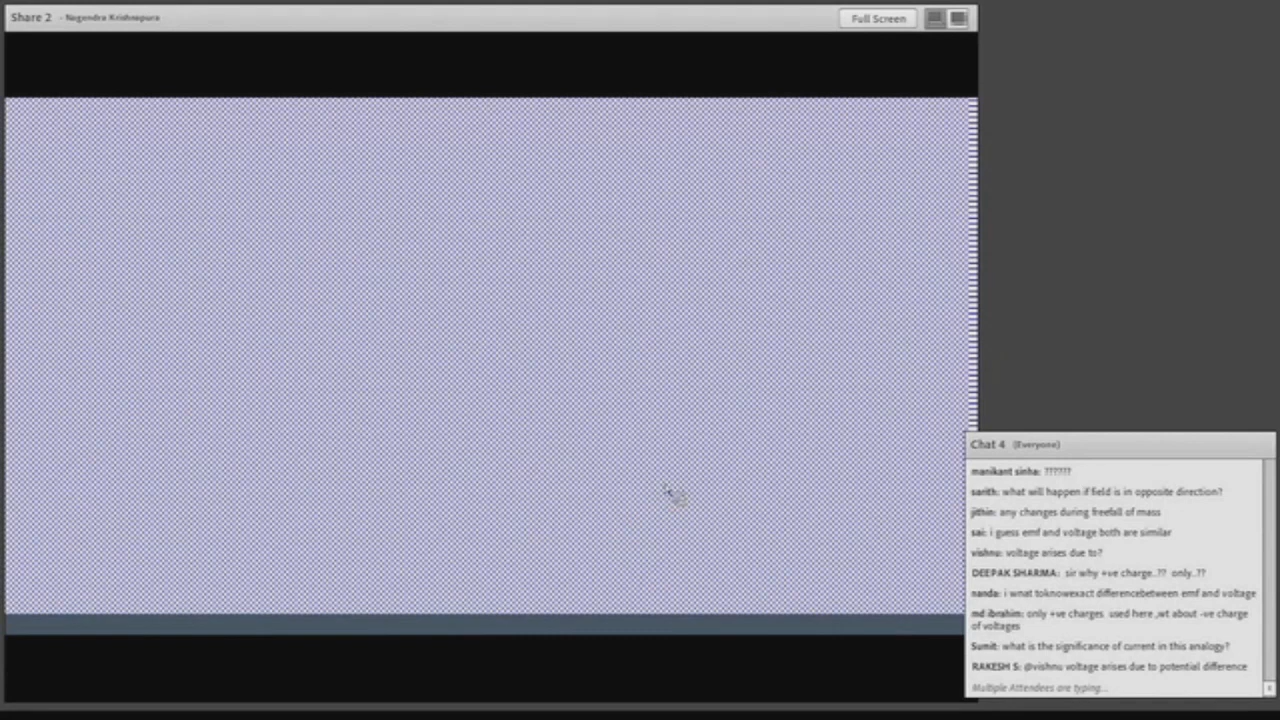 Share 2 - Nagendra Krishnapura
Full Screen
Chat 4 (Everyone)
manikant sinha: ??????
sarith: what will happen if field is in opposite direction?
jithin: any changes during freefall of mass
sai: i guess emf and voltage both are similar
vishnu: voltage arises due to?
DEEPAK SHARMA: sir why +ve charge..?? only..??
nanda: i wnat toknowexact differencebetween emf and voltage
md ibrahim: only +ve charges used here ,wt about -ve charge
of voltages
Sumit: what is the significance of current in this analogy?
RAKESH S: @vishnu voltage arises due to potential difference
Multiple Attendees are typing...